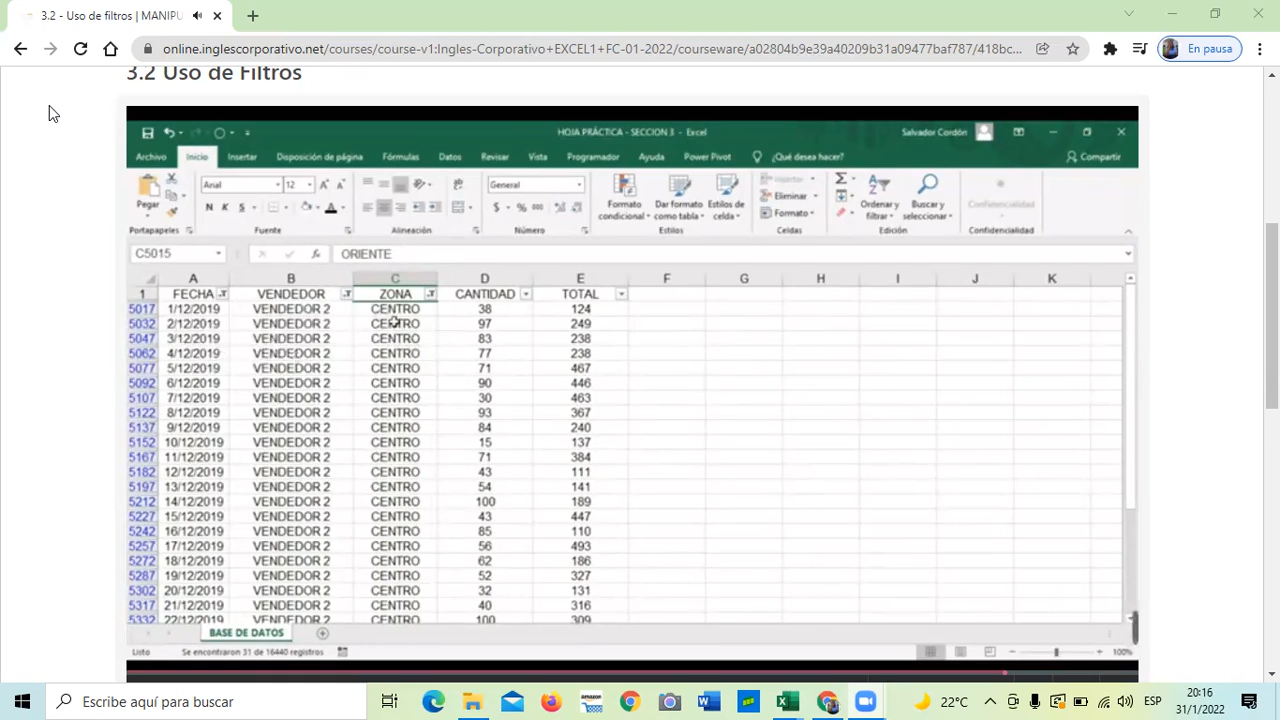 3.2 - Uso de filtros | MANIPU
online.inglescorporativo.net/courses/course-v1:Ingles-Corporativo+EXCEL1+FC-01-2022/courseware/a02804b9e39a40209b31a09477baf787/418bc...
En pausa
3.2 Uso de Filtros
HOJA PRÁCTICA - SECCION 3 - Excel
Salvador Cordón
Archivo Inicio Insertar Disposición de página Fórmulas Datos Revisar Vista Programador Ayuda Power Pivot ¿Qué desea hacer? Compartir
Pegar
Arial 12
N K S
General
$ % 000
Formato condicional
Dar formato como tabla
Estilos de celda
Insertar
Eliminar
Formato
Ordenar y filtrar
Buscar y seleccionar
Confidencialidad
Portapapeles Fuente Alineación Número Estilos Celdas Edición Confidencialidad
C5015 fx ORIENTE
A B C D E F G H I J K
1 FECHA VENDEDOR ZONA CANTIDAD TOTAL
5017 1/12/2019 VENDEDOR 2 CENTRO 38 124
5032 2/12/2019 VENDEDOR 2 CENTRO 97 249
5047 3/12/2019 VENDEDOR 2 CENTRO 83 238
5062 4/12/2019 VENDEDOR 2 CENTRO 77 238
5077 5/12/2019 VENDEDOR 2 CENTRO 71 467
5092 6/12/2019 VENDEDOR 2 CENTRO 90 446
5107 7/12/2019 VENDEDOR 2 CENTRO 30 463
5122 8/12/2019 VENDEDOR 2 CENTRO 93 367
5137 9/12/2019 VENDEDOR 2 CENTRO 84 240
5152 10/12/2019 VENDEDOR 2 CENTRO 15 137
5167 11/12/2019 VENDEDOR 2 CENTRO 71 384
5182 12/12/2019 VENDEDOR 2 CENTRO 43 111
5197 13/12/2019 VENDEDOR 2 CENTRO 54 141
5212 14/12/2019 VENDEDOR 2 CENTRO 100 189
5227 15/12/2019 VENDEDOR 2 CENTRO 43 447
5242 16/12/2019 VENDEDOR 2 CENTRO 85 110
5257 17/12/2019 VENDEDOR 2 CENTRO 56 493
5272 18/12/2019 VENDEDOR 2 CENTRO 62 186
5287 19/12/2019 VENDEDOR 2 CENTRO 52 327
5302 20/12/2019 VENDEDOR 2 CENTRO 32 131
5317 21/12/2019 VENDEDOR 2 CENTRO 40 316
5332 22/12/2019 VENDEDOR 2 CENTRO 100 309
BASE DE DATOS
Listo Se encontraron 31 de 16440 registros 100%
Escribe aquí para buscar
amazon
22°C
ESP
20:16
31/1/2022